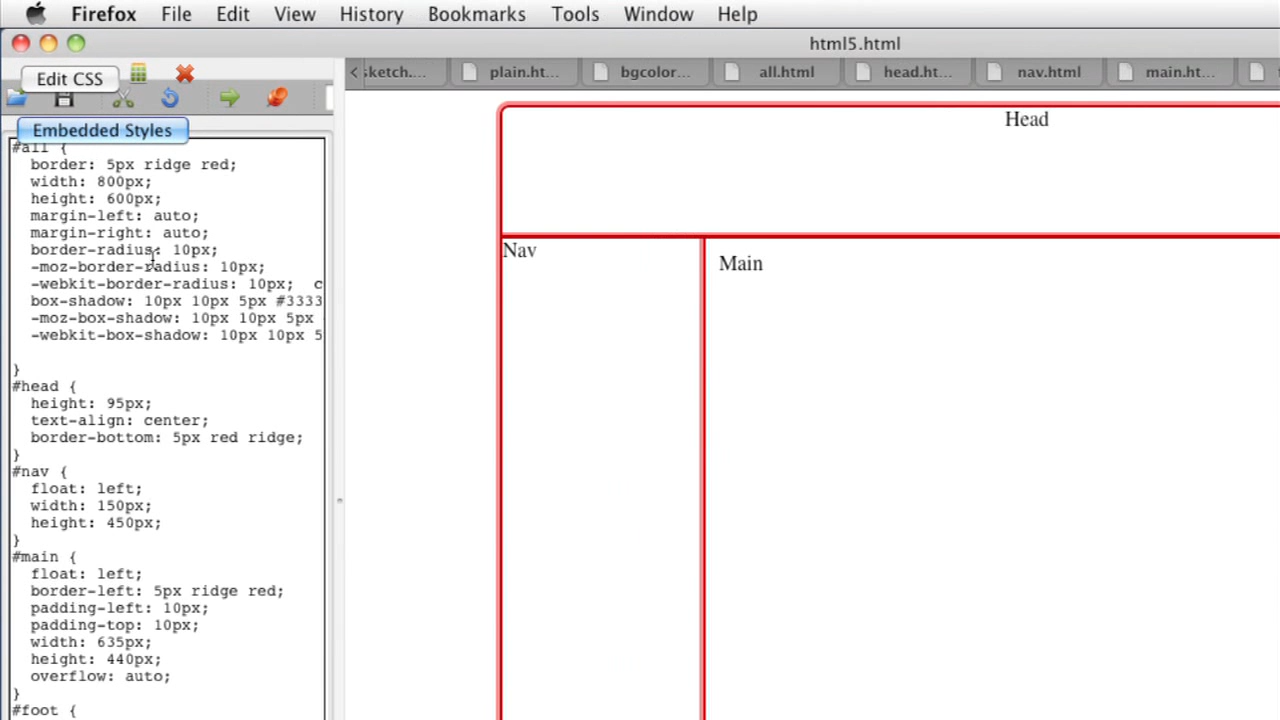 Firefox File Edit View History Bookmarks Tools Window Help
html5.html
sketch.... plain.ht... bgcolor... all.html head.ht... nav.html main.ht...
Edit CSS
Embedded Styles
#all {
border: 5px ridge red;
width: 800px;
height: 600px;
margin-left: auto;
margin-right: auto;
border-radius: 10px;
-moz-border-radius: 10px;
-webkit-border-radius: 10px; c
box-shadow: 10px 10px 5px #3333
-moz-box-shadow: 10px 10px 5px
-webkit-box-shadow: 10px 10px 5
}
#head {
height: 95px;
text-align: center;
border-bottom: 5px red ridge;
}
#nav {
float: left;
width: 150px;
height: 450px;
}
#main {
float: left;
border-left: 5px ridge red;
padding-left: 10px;
padding-top: 10px;
width: 635px;
height: 440px;
overflow: auto;
}
#foot {
Head
Nav
Main